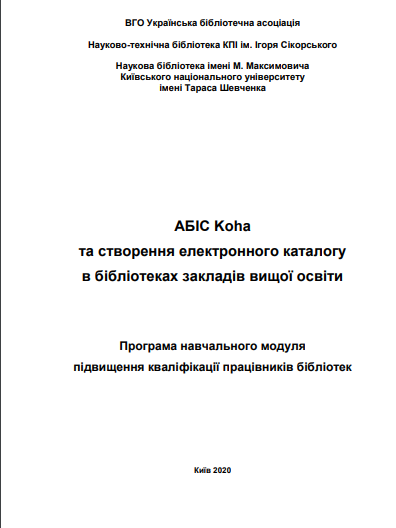 ВГО Українська бібліотечна асоціація
Науково-технічна бібліотека КПІ ім. Ігоря Сікорського
Наукова бібліотека імені М. Максимовича
Київського національного університету
імені Тараса Шевченка
АБІС Koha
та створення електронного каталогу
в бібліотеках закладів вищої освіти
Програма навчального модуля
підвищення кваліфікації працівників бібліотек
Київ 2020